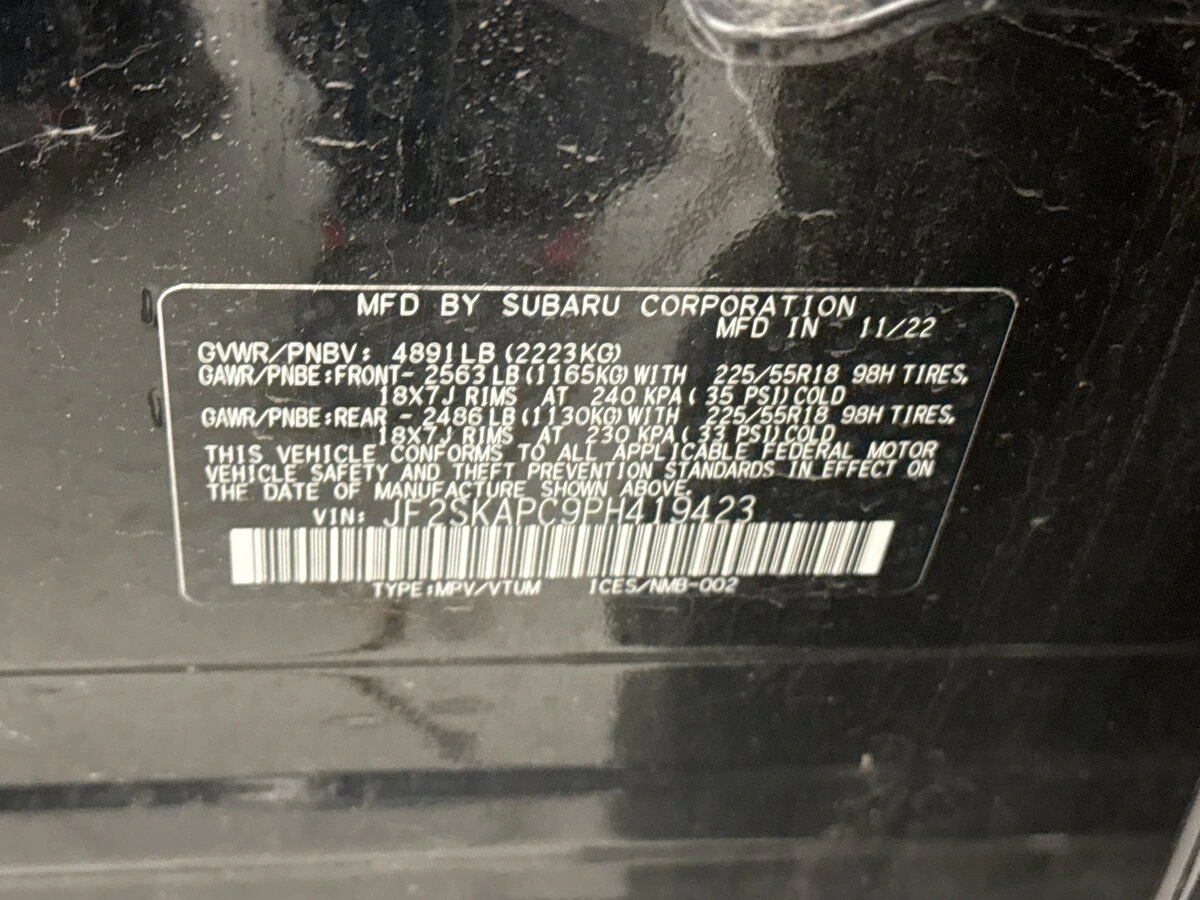 MFD BY SUBARU CORPORATION
MFD IN 11/22
GVWR/PNBV: 4891LB (2223KG)
GAWR/PNBE:FRONT- 2563LB (1165KG) WITH 225/55R18 98H TIRES,
18X7J RIMS AT 240 KPA( 35 PSI)COLD
GAWR/PNBE:REAR - 2486LB (1130KG) WITH 225/55R18 98H TIRES,
18X7J RIMS AT 230 KPA( 33 PSI)COLD
THIS VEHICLE CONFORMS TO ALL APPLICABLE FEDERAL MOTOR
VEHICLE SAFETY AND THEFT PREVENTION STANDARDS IN EFFECT ON
THE DATE OF MANUFACTURE SHOWN ABOVE.
VIN: JF2SKAPC9PH419423
TYPE:MPV/VTUM ICES/NMB-002